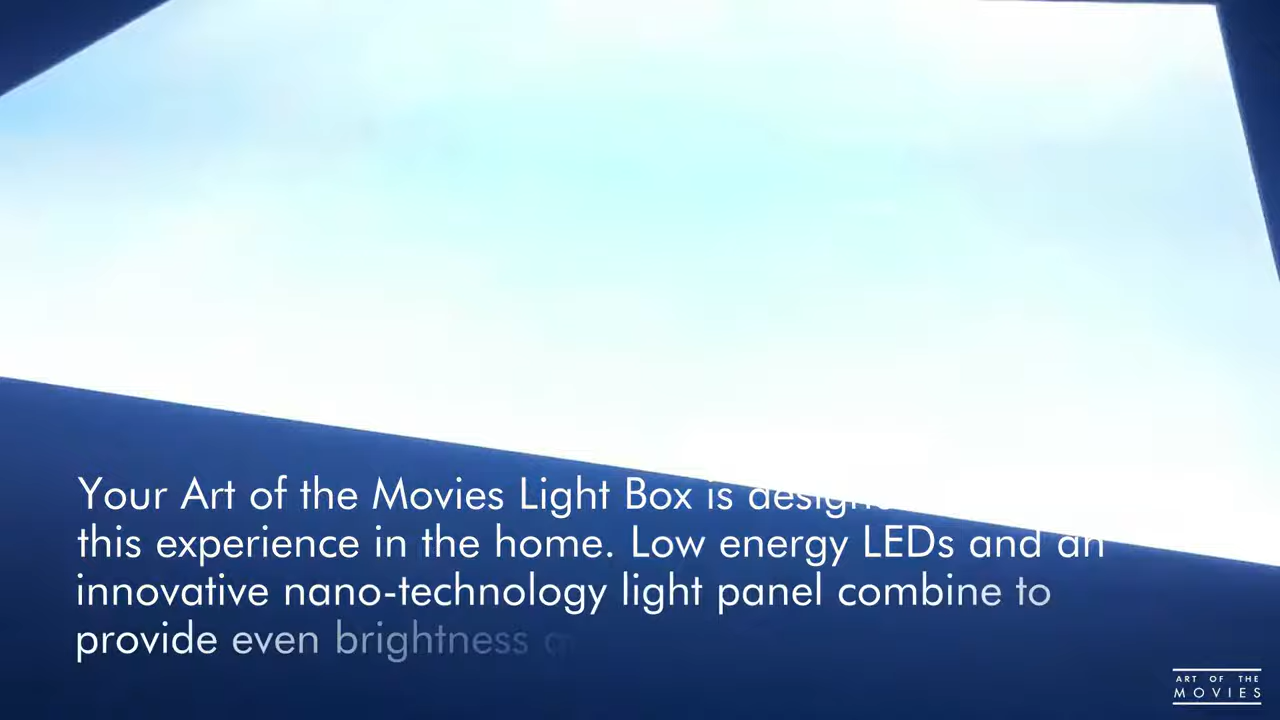 Your Art of the Movies Light Box is
this experience in the home. Low energy LEDs and an
innovative nano-technology light panel combine to
provide even brightness
ART OF THE
MOVIES